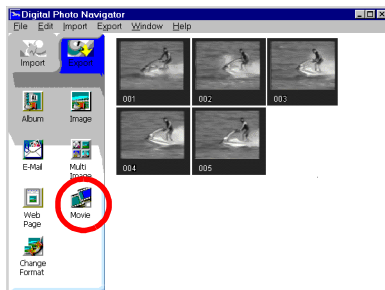 Digital Photo Navigator
File Edit Import Export Window Help
Import
Album Image
E-Mail Multi Image
Web Page Movie
Change Format
001 002 003
004 005